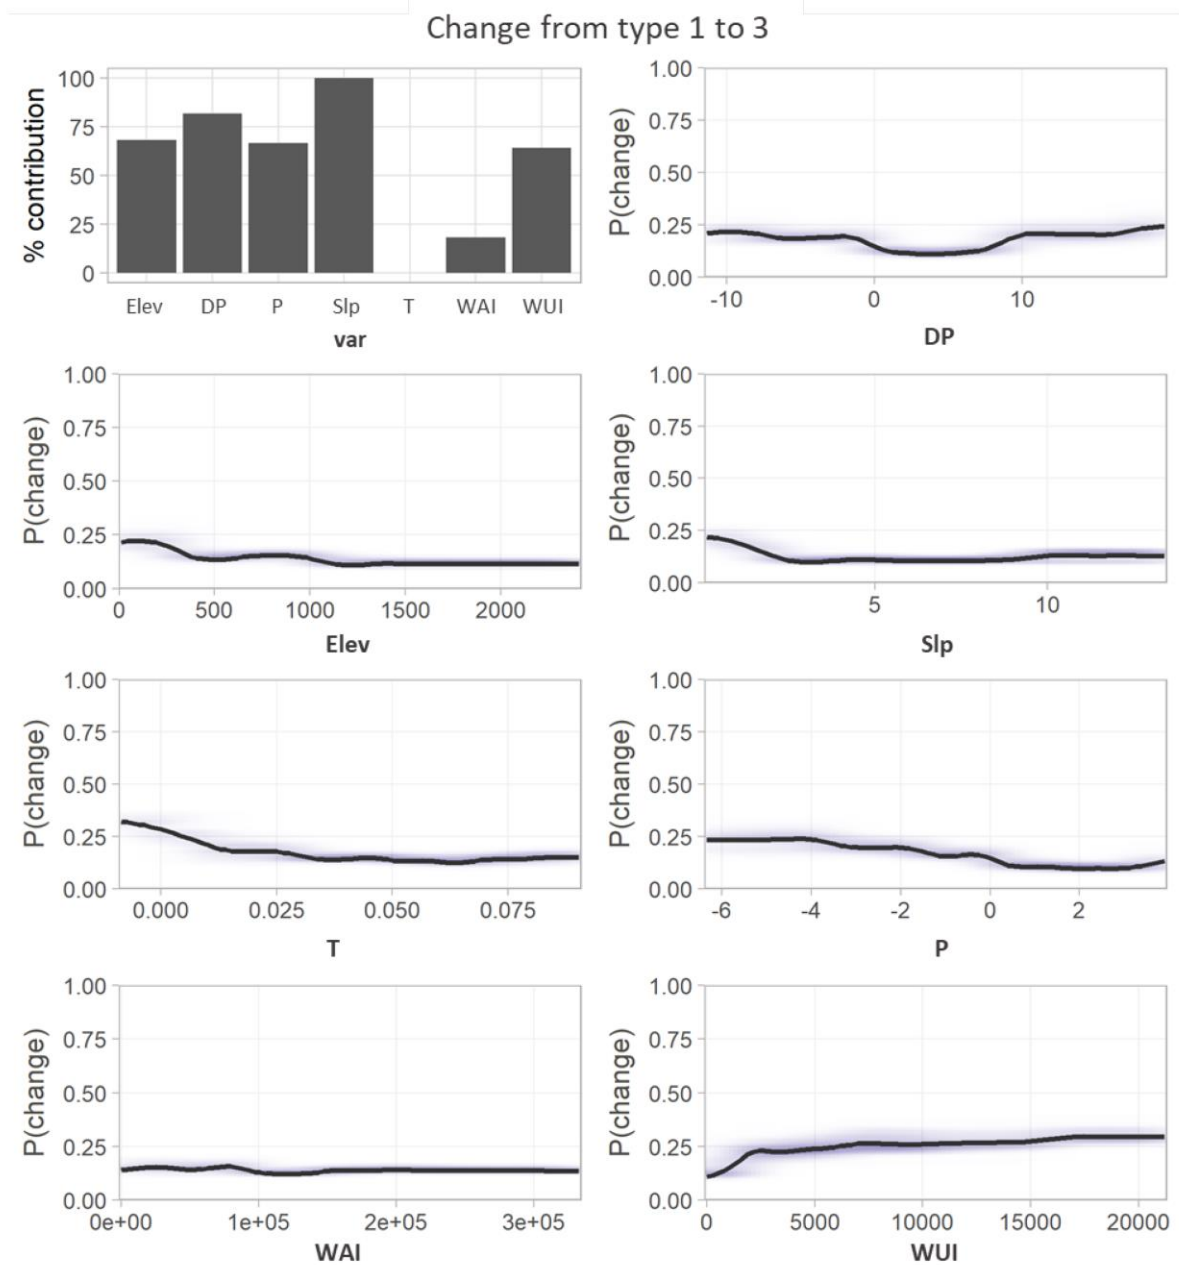 Change from type 1 to 3
% contribution
100
75
50
25
0
Elev DP P Slp T WAI WUI
var
P(change)
1.00
0.75
0.50
0.25
0.00
-10 0 10
DP
P(change)
1.00
0.75
0.50
0.25
0.00
0 500 1000 1500 2000
Elev
P(change)
1.00
0.75
0.50
0.25
0.00
5 10
Slp
P(change)
1.00
0.75
0.50
0.25
0.00
0.000 0.025 0.050 0.075
T
P(change)
1.00
0.75
0.50
0.25
0.00
-6 -4 -2 0 2
P
P(change)
1.00
0.75
0.50
0.25
0.00
0e+00 1e+05 2e+05 3e+05
WAI
P(change)
1.00
0.75
0.50
0.25
0.00
0 5000 10000 15000 20000
WUI